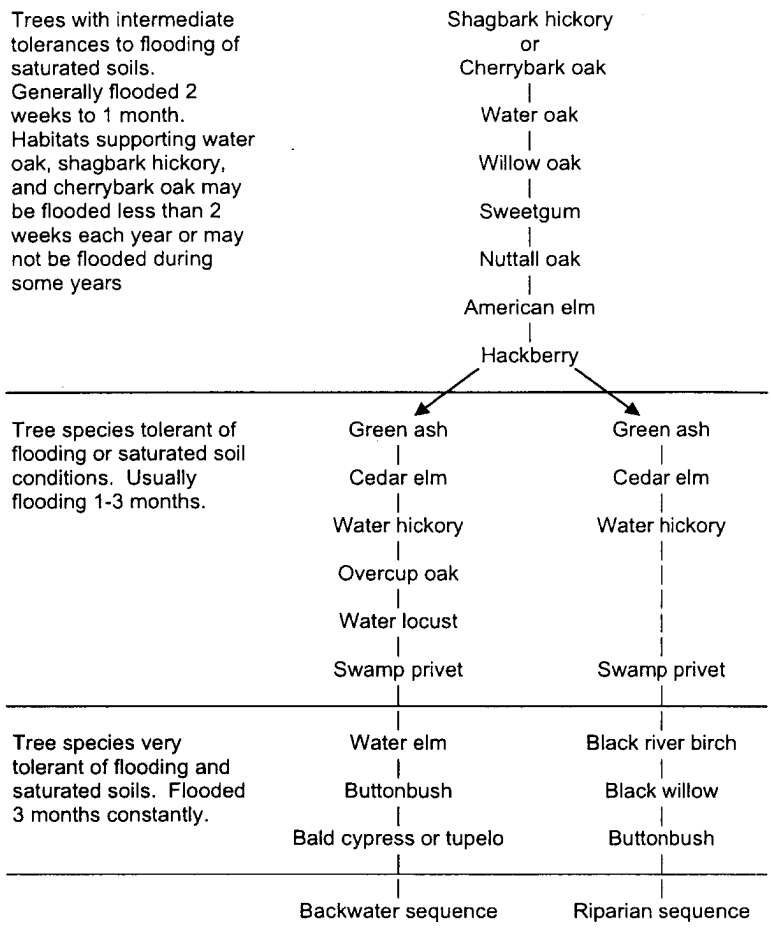 Trees with intermediate
tolerances to flooding of
saturated soils.
Generally flooded 2
weeks to 1 month.
Habitats supporting water
oak, shagbark hickory,
and cherrybark oak may
be flooded less than 2
weeks each year or may
not be flooded during
some years
Shagbark hickory
or
Cherrybark oak
Water oak
Willow oak
Sweetgum
Nuttall oak
American elm
Hackberry
Tree species tolerant of
flooding or saturated soil
conditions. Usually
flooding 1-3 months.
Green ash
Cedar elm
Water hickory
Overcup oak
Water locust
Swamp privet
Green ash
Cedar elm
Water hickory
Swamp privet
Tree species very
tolerant of flooding and
saturated soils. Flooded
3 months constantly.
Water elm
Buttonbush
Bald cypress or tupelo
Black river birch
Black willow
Buttonbush
Backwater sequence
Riparian sequence